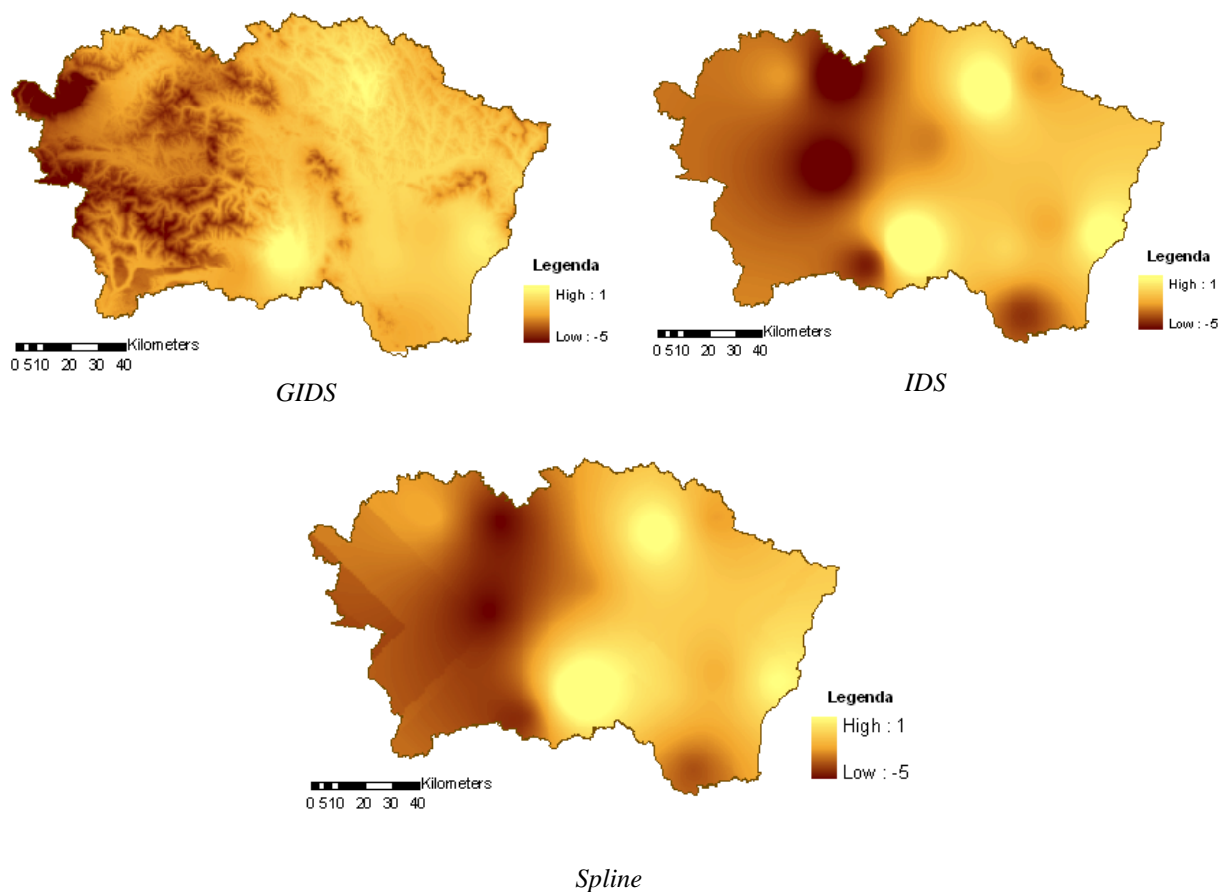 Legenda
High : 1
Low : -5
Kilometers
0 510 20 30 40
GIDS
Legenda
High : 1
Low : -5
Kilometers
0 510 20 30 40
IDS
Legenda
High : 1
Low : -5
Kilometers
0 510 20 30 40
Spline